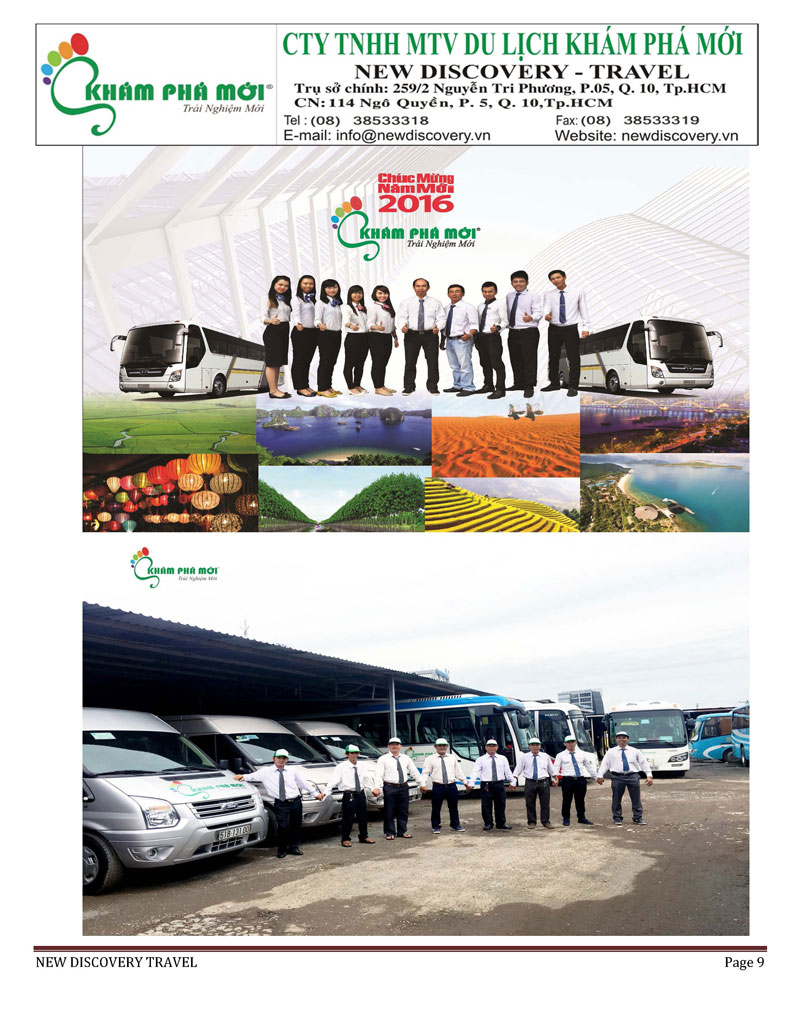 KHÁM PHÁ MỚI®
Trải Nghiệm Mới
CTY TNHH MTV DU LỊCH KHÁM PHÁ MỚI
NEW DISCOVERY - TRAVEL
Trụ sở chính: 259/2 Nguyễn Tri Phương, P.05, Q. 10, Tp.HCM
CN: 114 Ngô Quyền, P. 5, Q. 10,Tp.HCM
Tel : (08) 38533318
Fax: (08) 38533319
E-mail: info@newdiscovery.vn
Website: newdiscovery.vn
Chúc Mừng
Năm Mới
2016
KHÁM PHÁ MỚI®
Trải Nghiệm Mới
KHÁM PHÁ MỚI
Trải Nghiệm Mới
KHÁM PHÁ MỚI
NEW DISCOVERY TRAVEL
Page 9